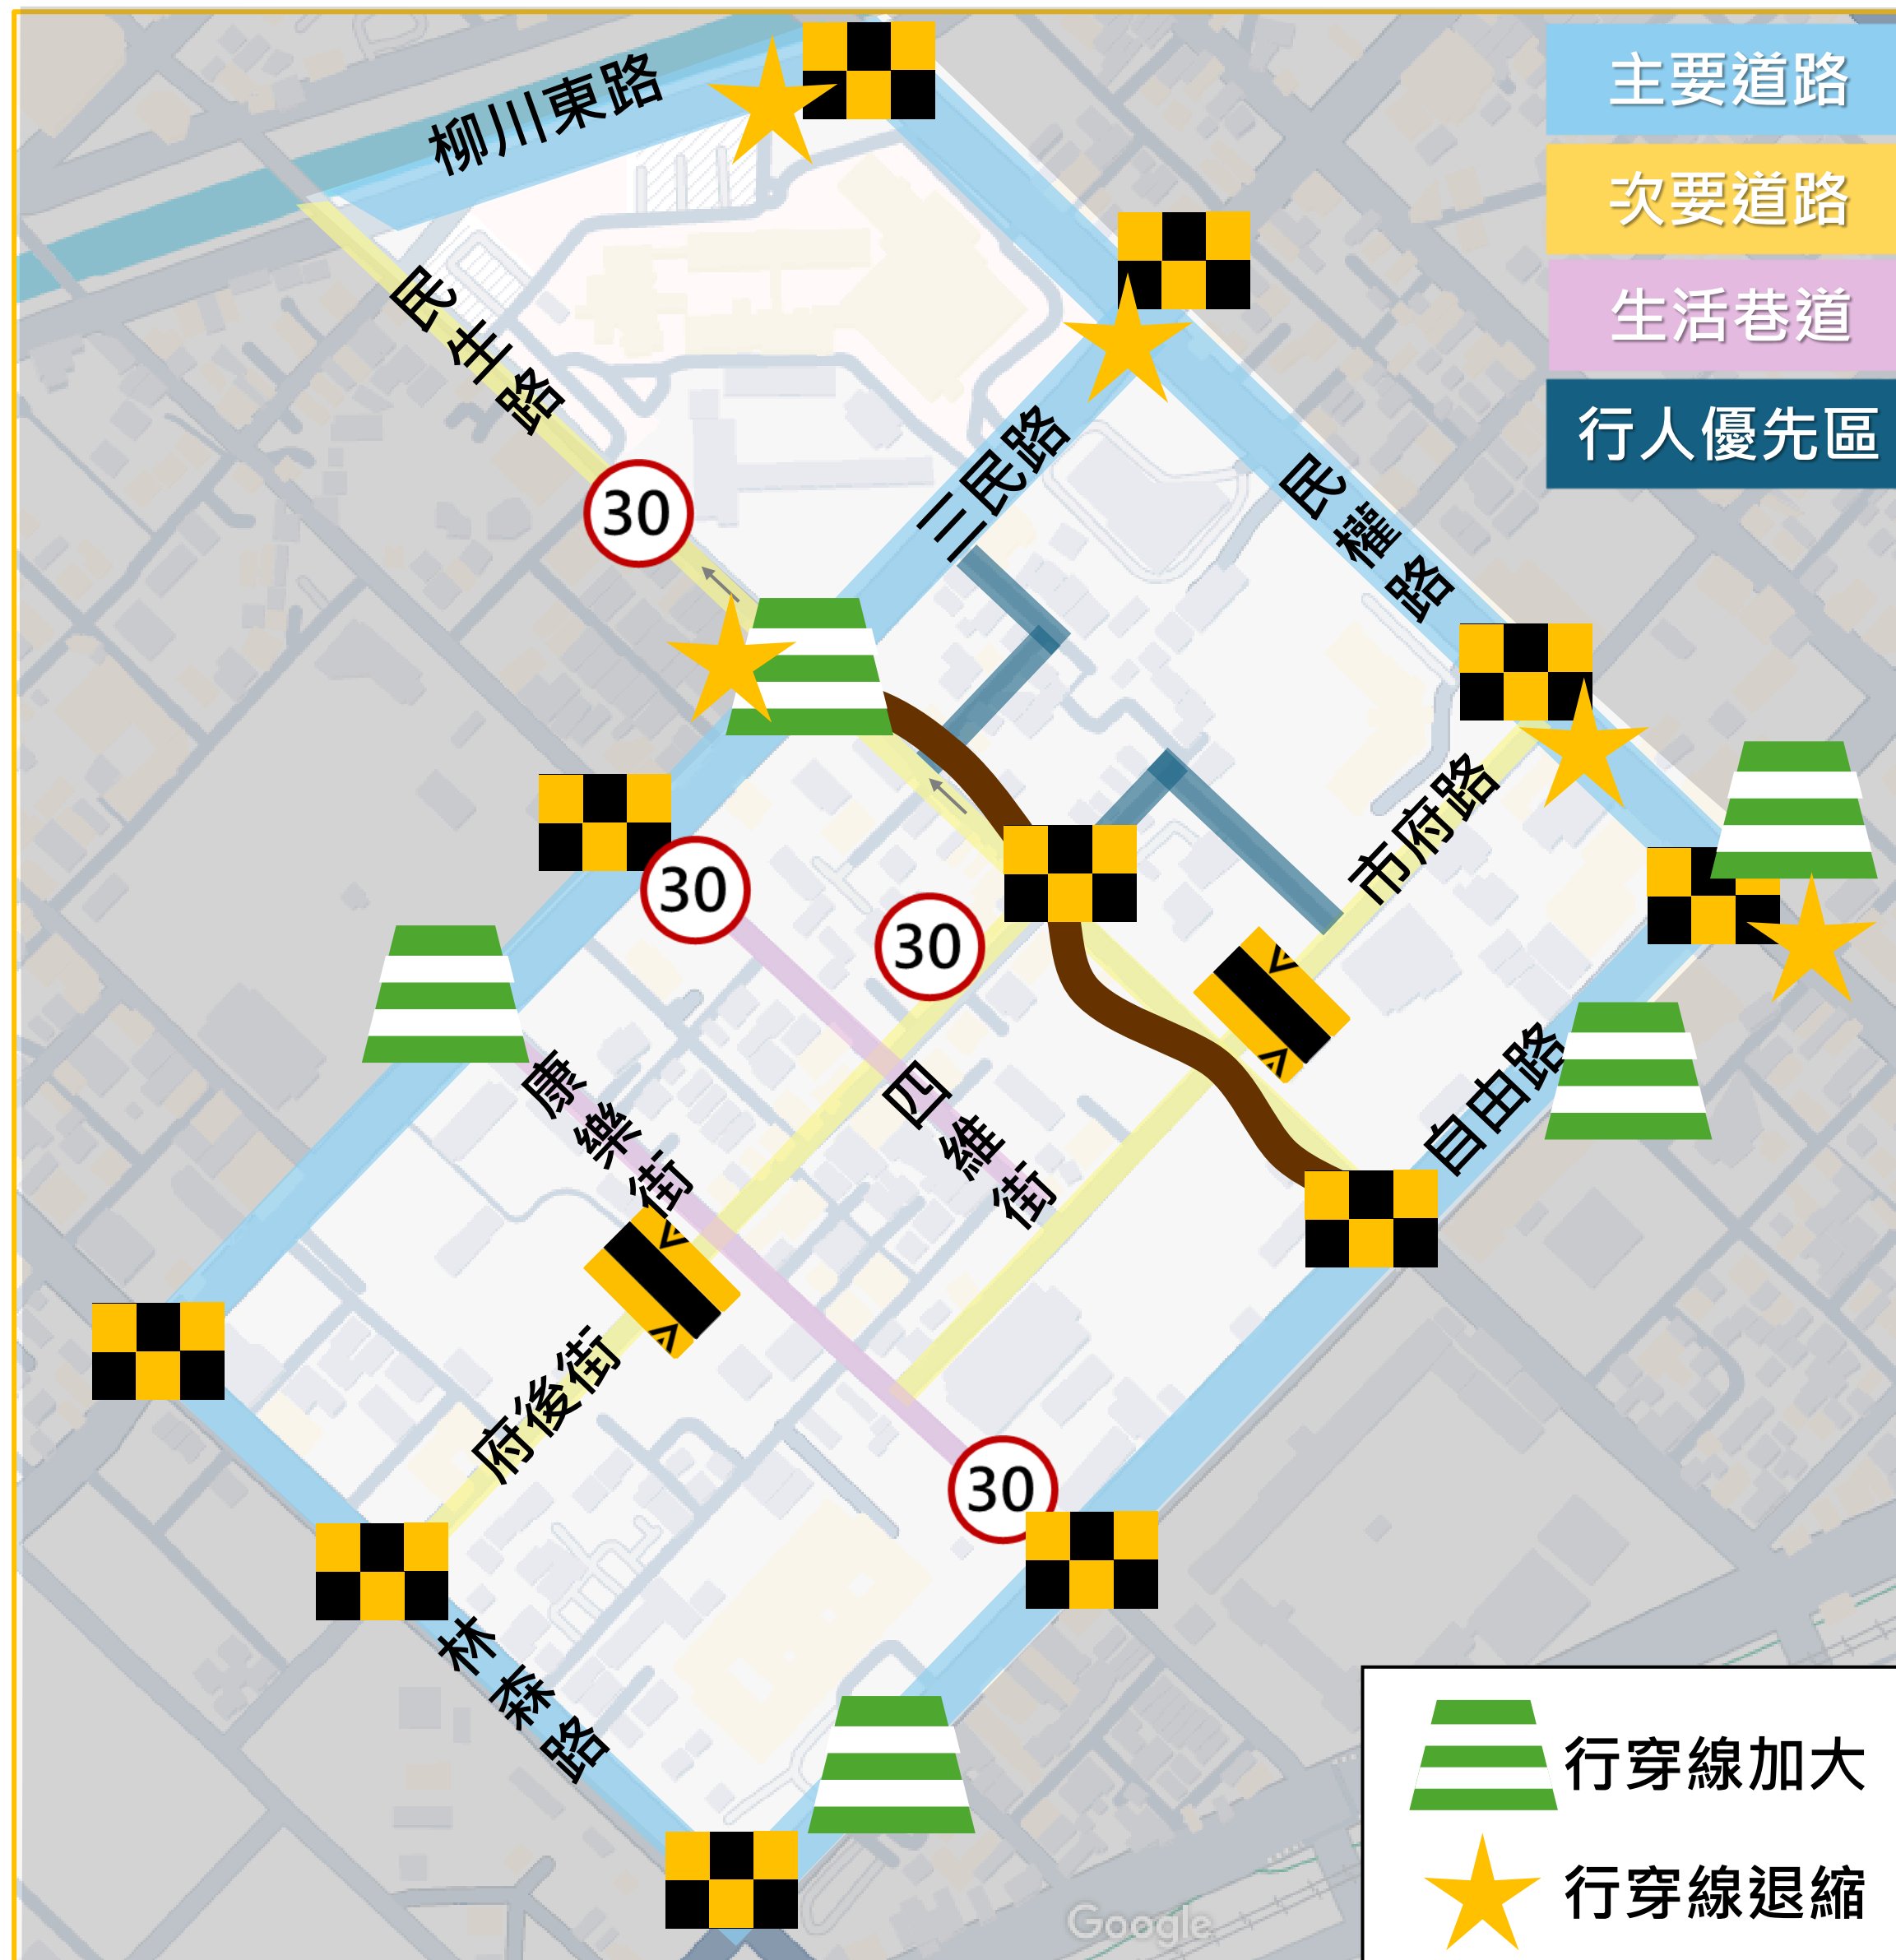 主要道路
次要道路
生活巷道
行人優先區
柳川東路
民生路
三民路
民權路
30
市府路
30
30
自由路
康樂街
四維街
府後街
30
林森路
行穿線加大
行穿線退縮
Google